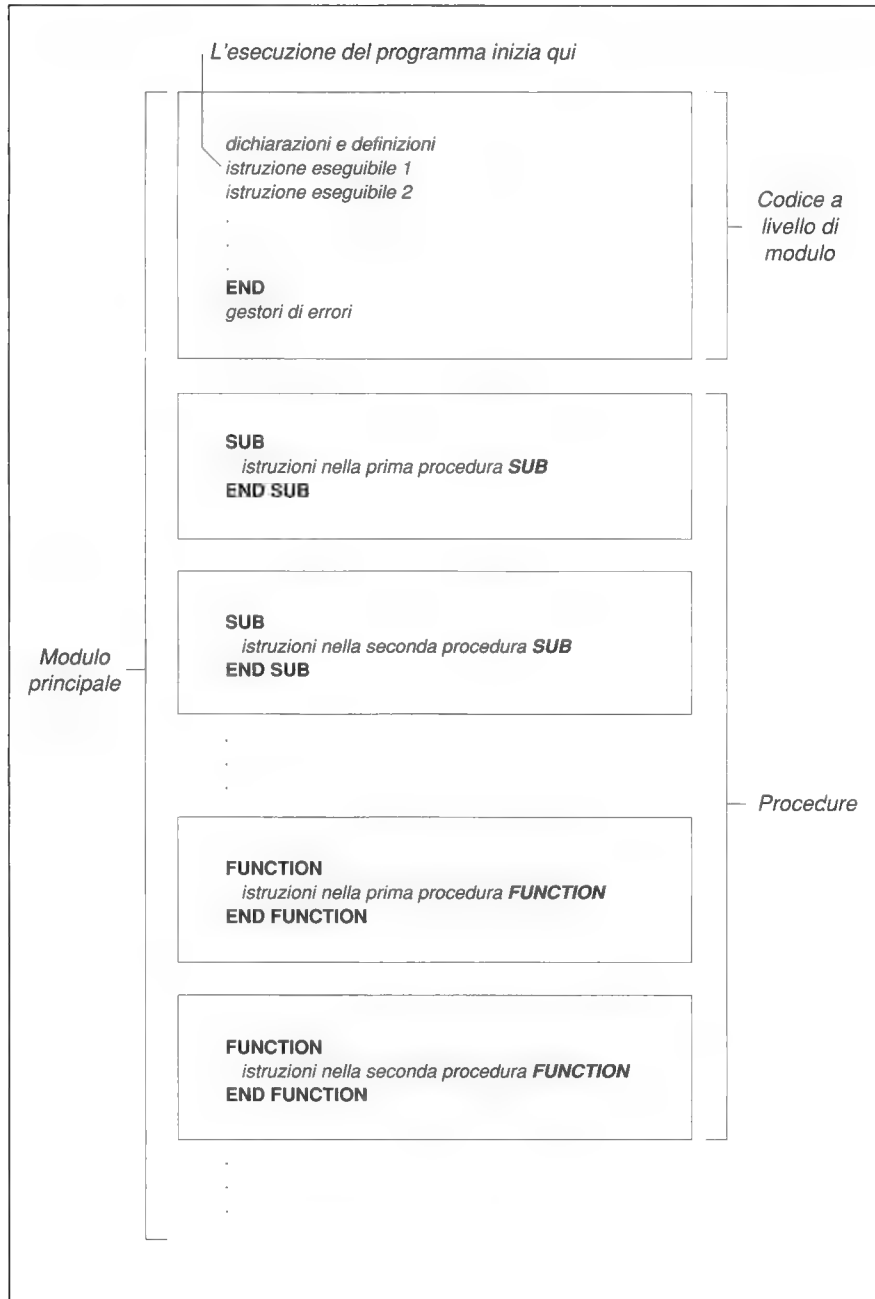 L'esecuzione del programma inizia qui
dichiarazioni e definizioni
istruzione eseguibile 1
istruzione eseguibile 2
.
.
.
END
gestori di errori
Codice a
livello di
modulo
SUB
istruzioni nella prima procedura SUB
END SUB
SUB
istruzioni nella seconda procedura SUB
END SUB
Modulo
principale
.
.
.
Procedure
FUNCTION
istruzioni nella prima procedura FUNCTION
END FUNCTION
FUNCTION
istruzioni nella seconda procedura FUNCTION
END FUNCTION
.
.
.